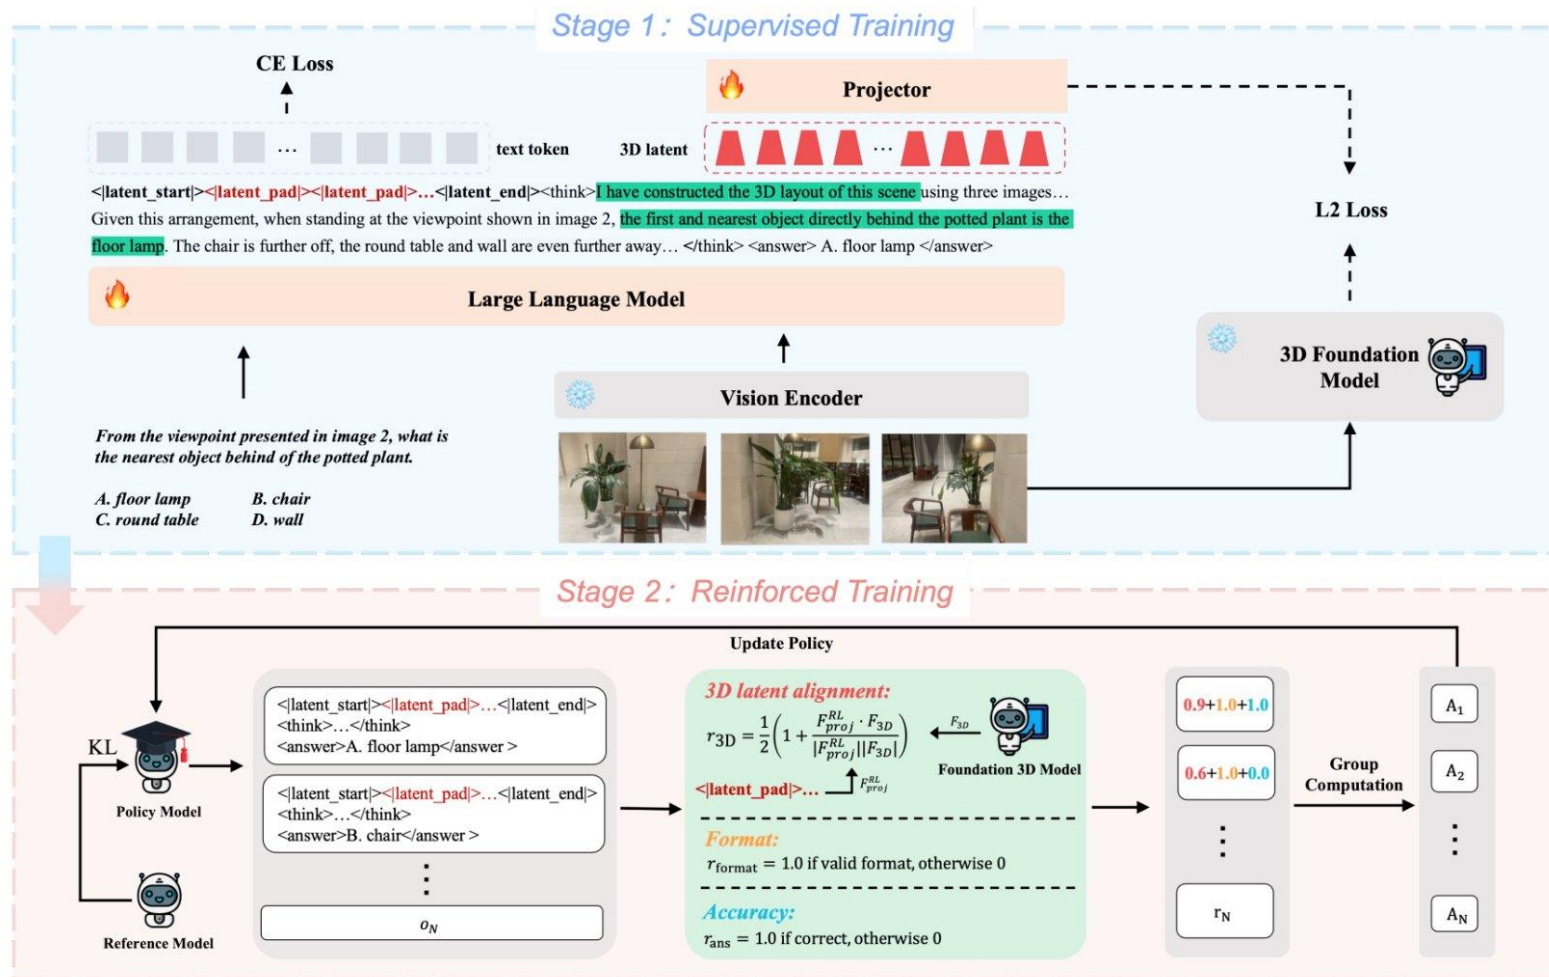 Stage 1: Supervised Training
CE Loss
Projector
text token
3D latent
<|latent_start|><|latent_pad|><|latent_pad|>…<|latent_end|><think>I have constructed the 3D layout of this scene using three images…
Given this arrangement, when standing at the viewpoint shown in image 2, the first and nearest object directly behind the potted plant is the
floor lamp. The chair is further off, the round table and wall are even further away… </think> <answer> A. floor lamp </answer>
L2 Loss
Large Language Model
3D Foundation
Model
Vision Encoder
From the viewpoint presented in image 2, what is
the nearest object behind of the potted plant.
A. floor lamp B. chair
C. round table D. wall
Stage 2: Reinforced Training
Update Policy
KL
Policy Model
Reference Model
<|latent_start|><|latent_pad|>…<|latent_end|>
<think>…</think>
<answer>A. floor lamp</answer >
<|latent_start|><|latent_pad|>…<|latent_end|>
<think>…</think>
<answer>B. chair</answer >
⋮
o_N
3D latent alignment:
r_3D = 1/2 (1 + F_proj^RL · F_3D / |F_proj^RL||F_3D|)
F_3D
Foundation 3D Model
<|latent_pad|>…
F_proj^RL
Format:
r_format = 1.0 if valid format, otherwise 0
Accuracy:
r_ans = 1.0 if correct, otherwise 0
0.9+1.0+1.0
0.6+1.0+0.0
⋮
r_N
Group
Computation
A_1
A_2
⋮
A_N